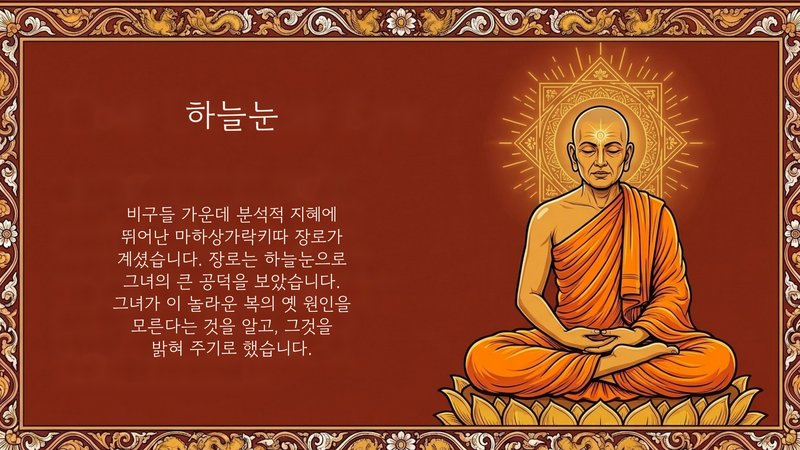 하늘눈
비구들 가운데 분석적 지혜에
뛰어난 마하상가락키따 장로가
계셨습니다. 장로는 하늘눈으로
그녀의 큰 공덕을 보았습니다.
그녀가 이 놀라운 복의 옛 원인을
모른다는 것을 알고, 그것을
밝혀 주기로 했습니다.